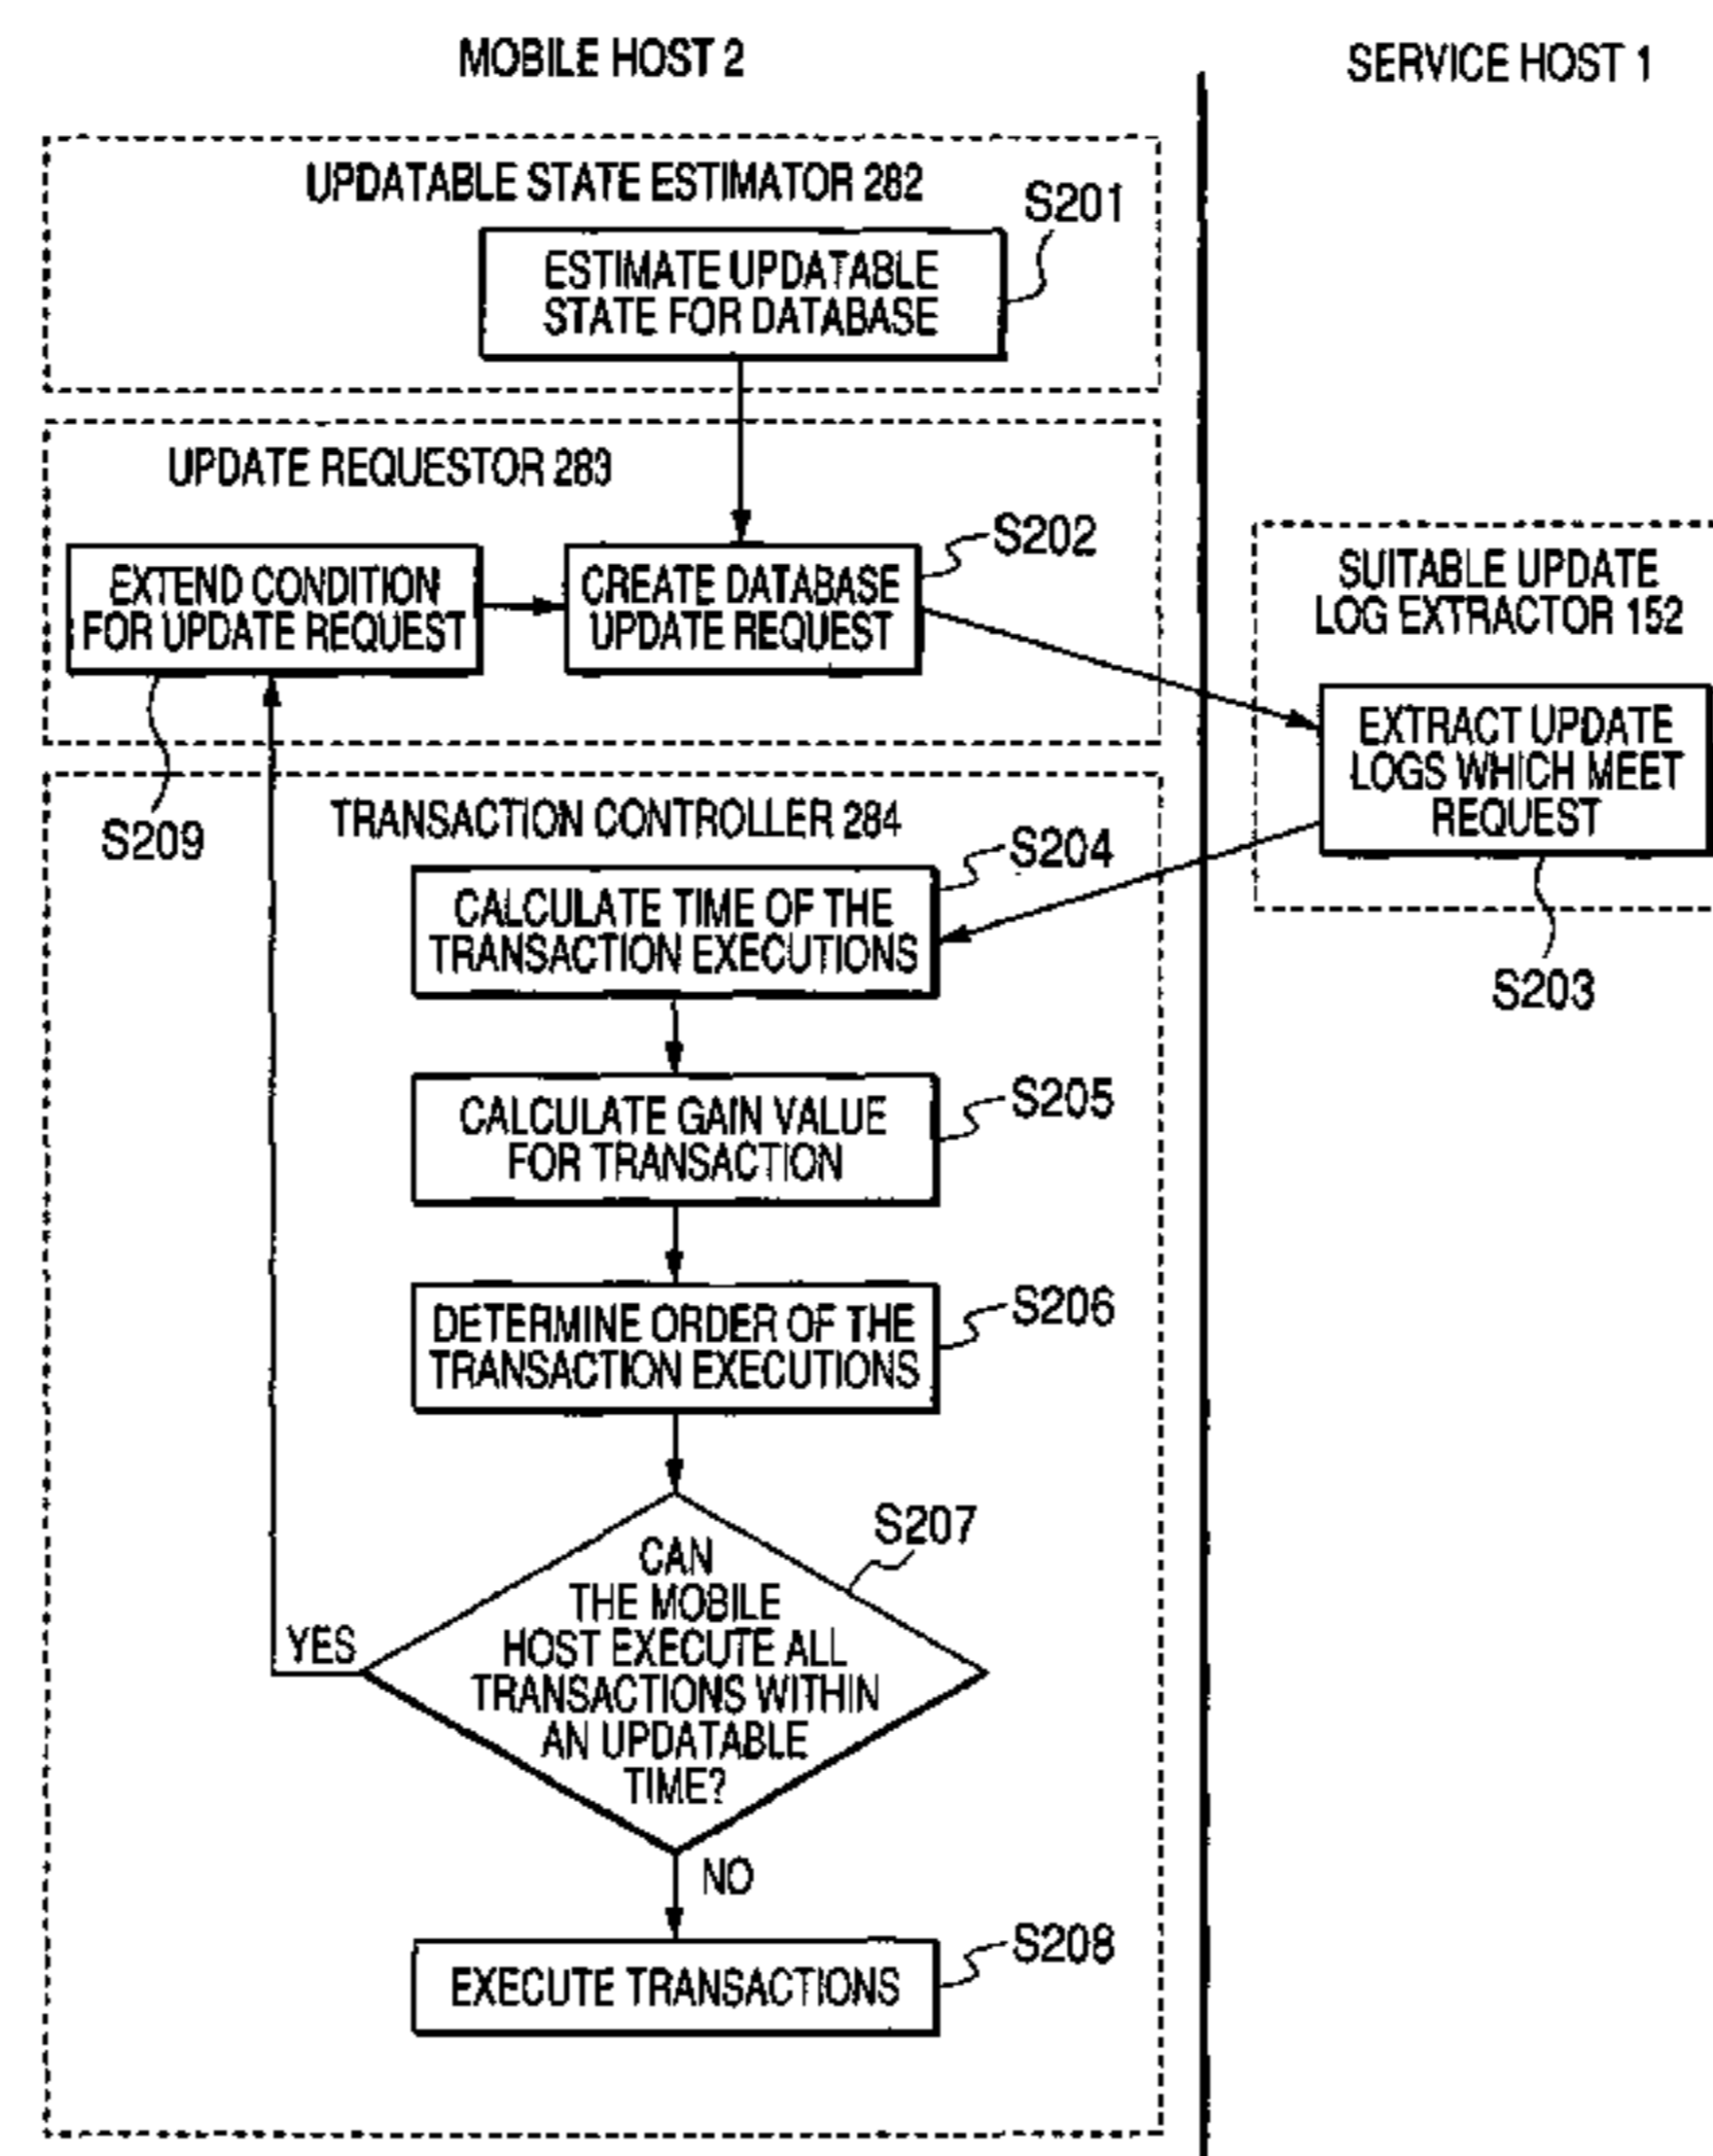 MOBILE HOST 2
SERVICE HOST 1
UPDATABLE STATE ESTIMATOR 282
S201
ESTIMATE UPDATABLE
STATE FOR DATABASE
UPDATE REQUESTOR 283
S202
EXTEND CONDITION
FOR UPDATE REQUEST
CREATE DATABASE
UPDATE REQUEST
SUITABLE UPDATE
LOG EXTRACTOR 152
EXTRACT UPDATE
LOGS WHICH MEET
REQUEST
S209
S203
TRANSACTION CONTROLLER 284
S204
CALCULATE TIME OF THE
TRANSACTION EXECUTIONS
S205
CALCULATE GAIN VALUE
FOR TRANSACTION
S206
DETERMINE ORDER OF THE
TRANSACTION EXECUTIONS
S207
CAN
THE MOBILE
HOST EXECUTE ALL
TRANSACTIONS WITHIN
AN UPDATABLE
TIME?
YES
NO
S208
EXECUTE TRANSACTIONS